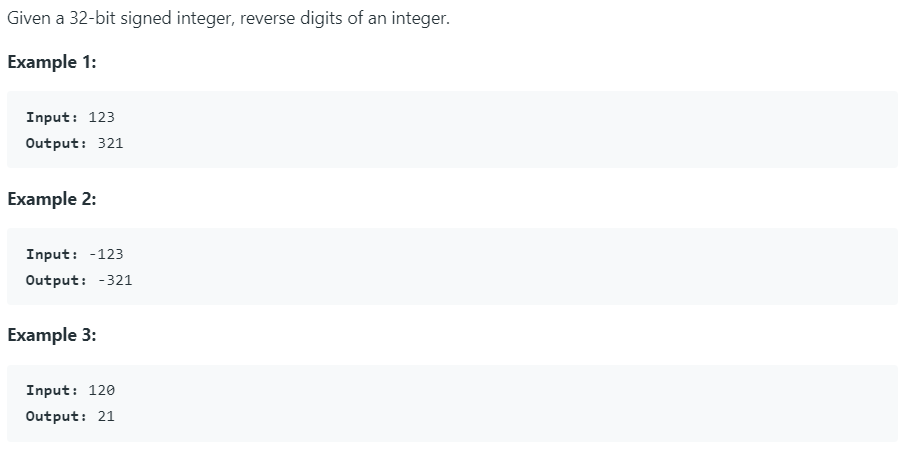 Given a 32-bit signed integer, reverse digits of an integer.
Example 1:
Input: 123
Output: 321
Example 2:
Input: -123
Output: -321
Example 3:
Input: 120
Output: 21